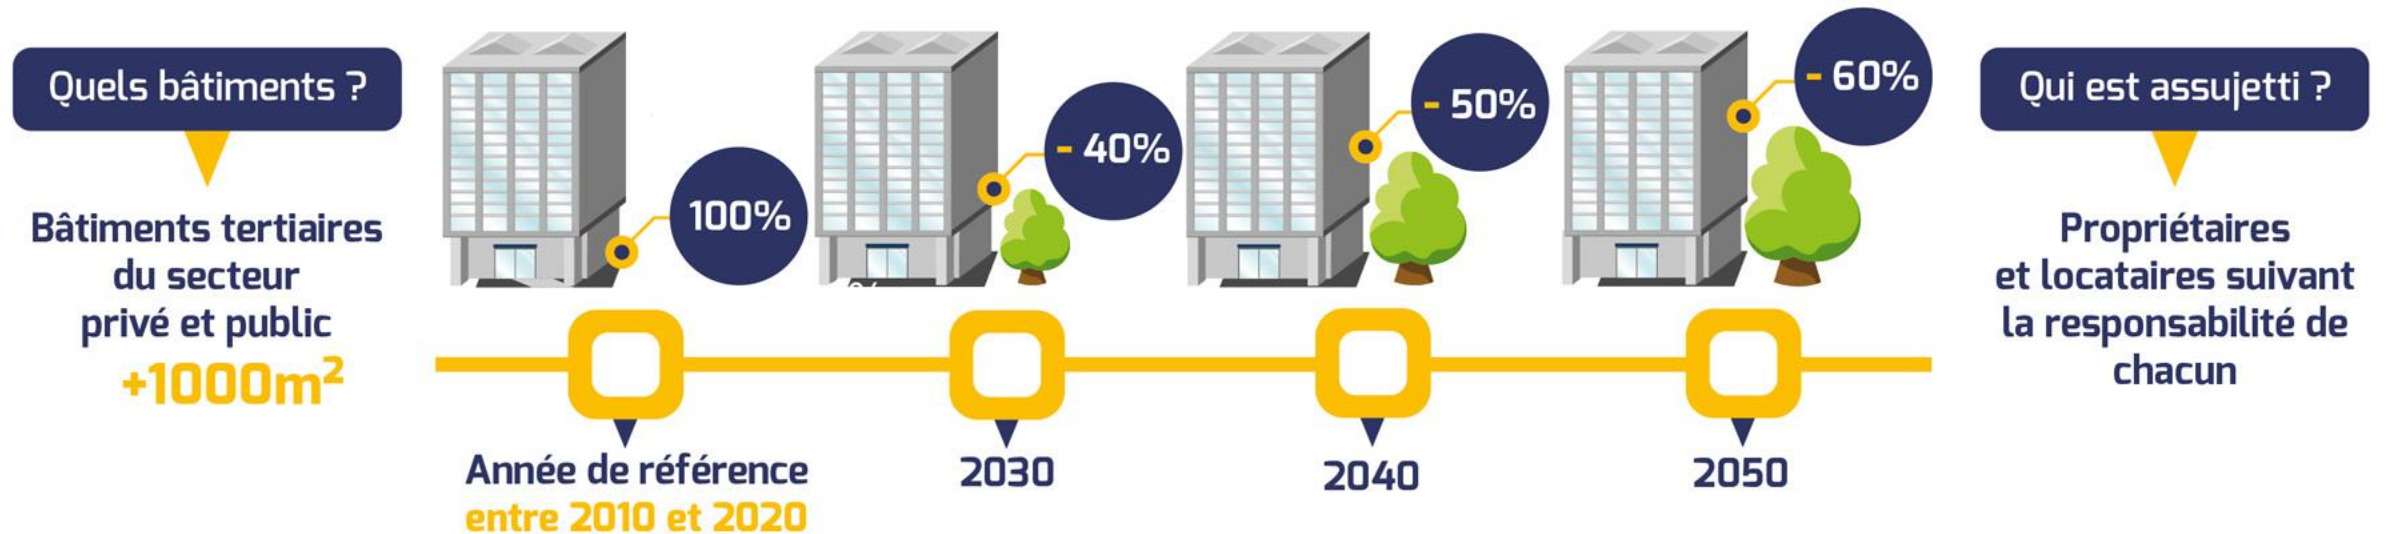 Quels bâtiments ?
Bâtiments tertiaires
du secteur
privé et public
+1000m²
100%
- 40%
- 50%
- 60%
Année de référence
entre 2010 et 2020
2030
2040
2050
Qui est assujetti ?
Propriétaires
et locataires suivant
la responsabilité de
chacun